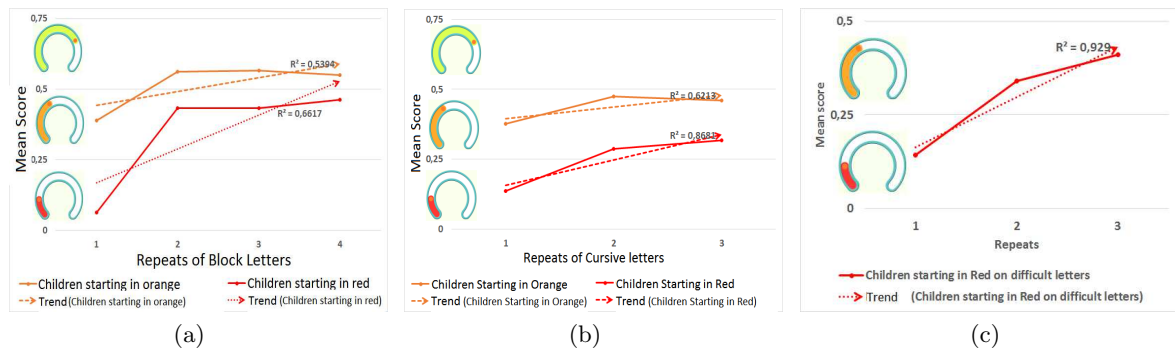 0,75
0,5
0,25
0
Mean Score
R² = 0,5394
R² = 0,6617
1 2 3 4
Repeats of Block Letters
Children starting in orange
Children starting in red
Trend (Children starting in orange)
Trend (Children starting in red)
(a)
0,75
0,5
0,25
0
Mean Score
R² = 0,6213
R² = 0,8681
1 2 3
Repeats of Cursive letters
Children starting in Orange
Children Starting in Red
Trend (Children Starting in Orange)
Trend (Children Starting in Red)
(b)
0,5
0,25
0
Mean score
R² = 0,929
1 2 3
Repeats
Children starting in Red on difficult letters
Trend (Children starting in Red on difficult letters)
(c)